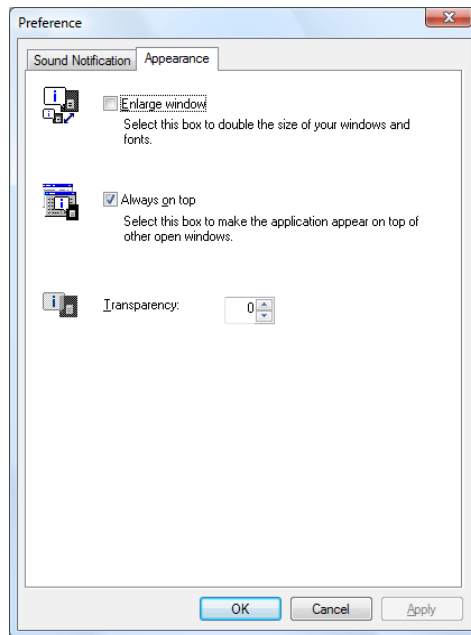 Preference
Sound Notification
Appearance
Enlarge window
Select this box to double the size of your windows and
fonts.
Always on top
Select this box to make the application appear on top of
other open windows.
Transparency:
0
OK
Cancel
Apply